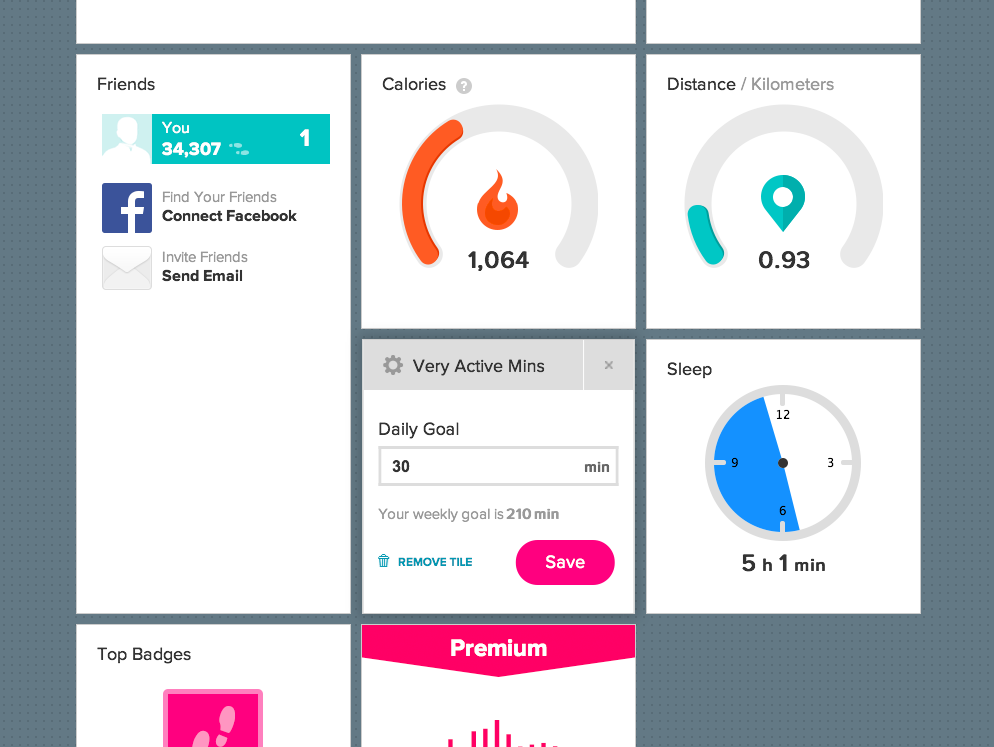 Friends
You
34,307
1
Find Your Friends
Connect Facebook
Invite Friends
Send Email
Calories ?
1,064
Distance / Kilometers
0.93
Very Active Mins ×
Daily Goal
30 min
Your weekly goal is 210 min
REMOVE TILE
Save
Sleep
12
9 3
6
5 h 1 min
Top Badges
Premium